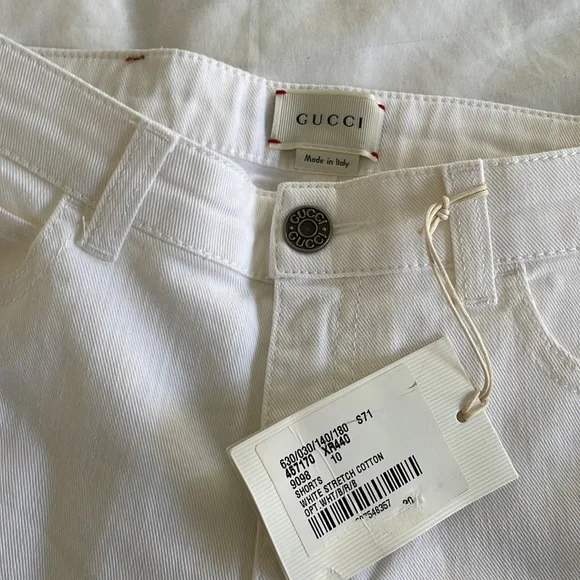 GUCCI
Made in Italy
GUCCI
GUCCI
630/030/140/180 S71
457170 XR440
9098 10
SHORTS
WHITE STRETCH COTTON
OPT.WHT/B/R/B